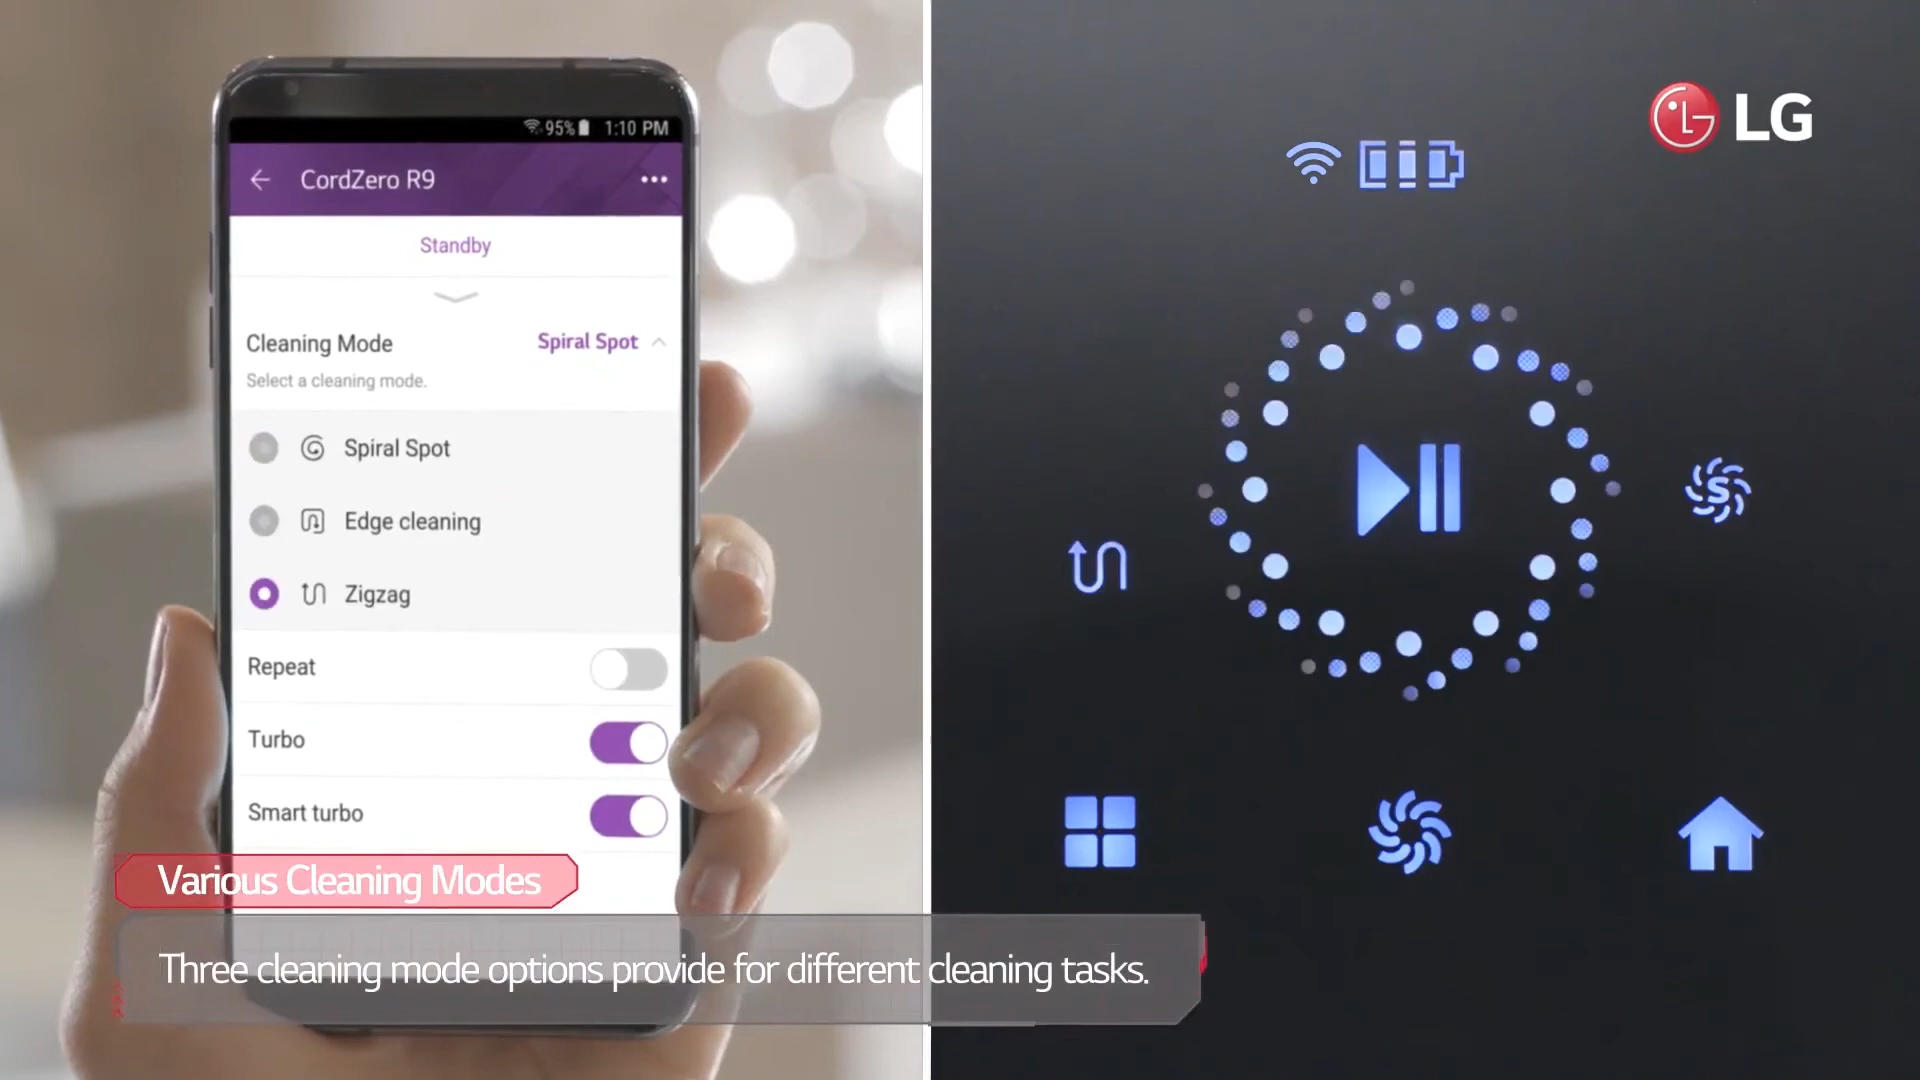 95% 1:10 PM
CordZero R9
Standby
Cleaning Mode Spiral Spot
Select a cleaning mode.
Spiral Spot
Edge cleaning
Zigzag
Repeat
Turbo
Smart turbo
LG
S
Various Cleaning Modes
Three cleaning mode options provide for different cleaning tasks.